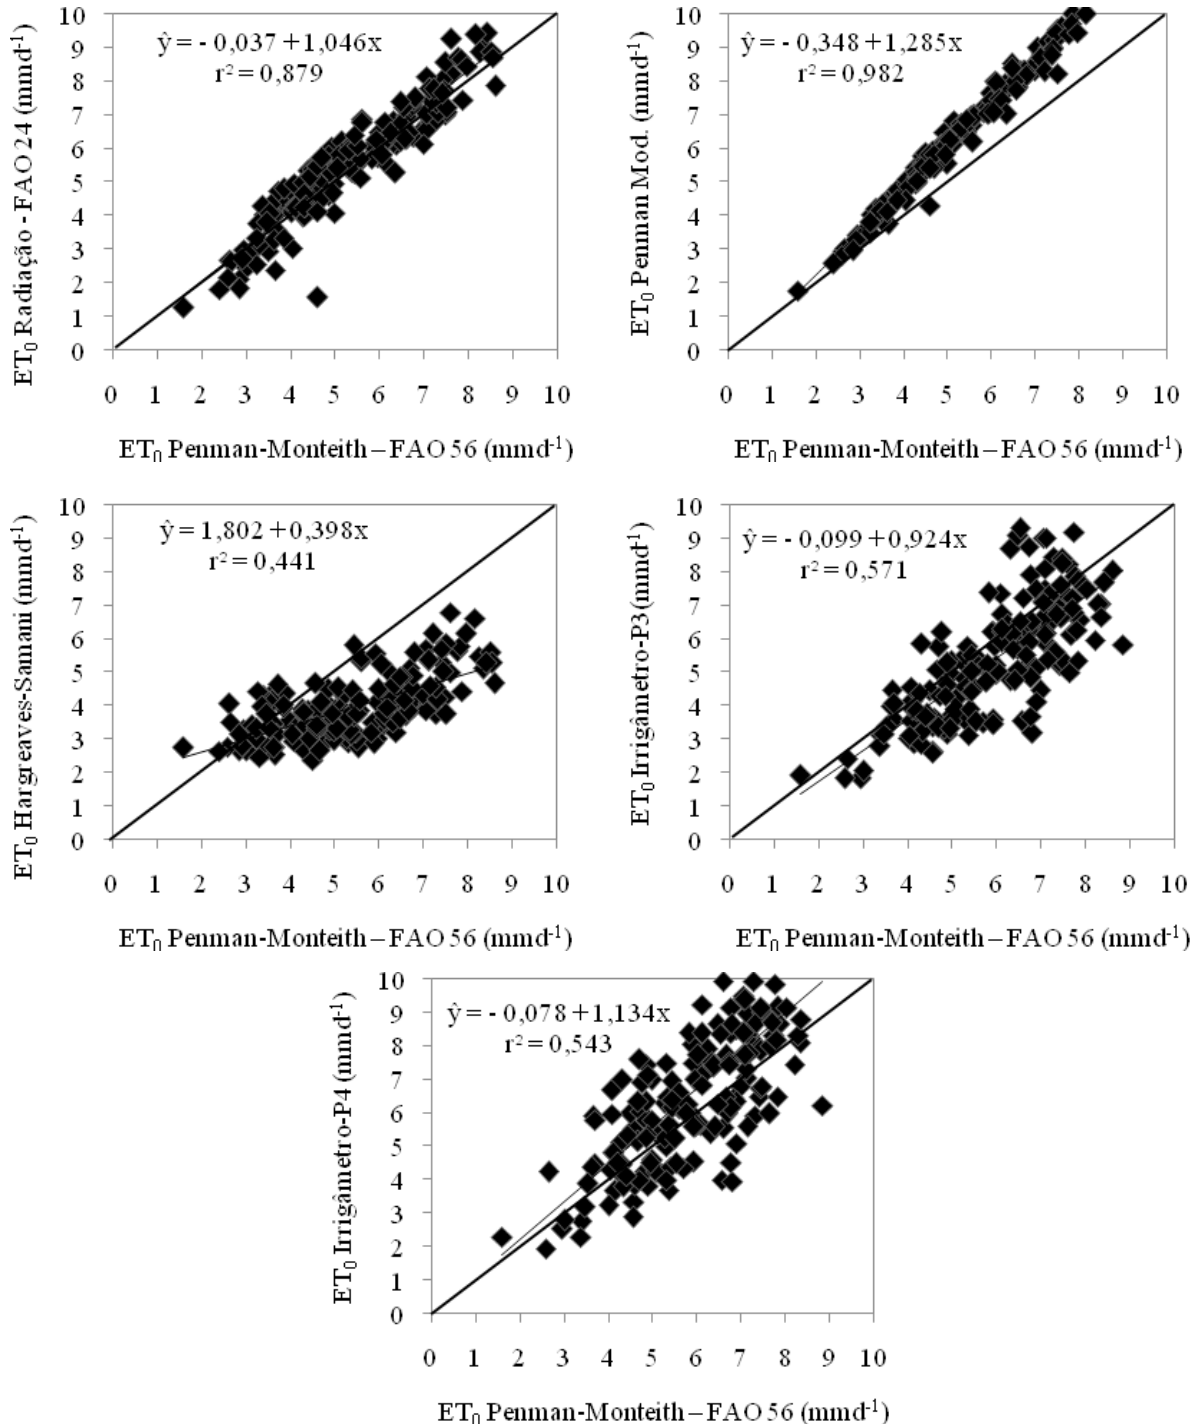 ŷ = - 0,037 + 1,046x
r² = 0,879
ET₀ Radiação - FAO 24 (mmd⁻¹)
10
9
8
7
6
5
4
3
2
1
0
0 1 2 3 4 5 6 7 8 9 10
ET₀ Penman-Monteith – FAO 56 (mmd⁻¹)
ŷ = - 0,348 + 1,285x
r² = 0,982
ET₀ Penman Mod. (mmd⁻¹)
10
9
8
7
6
5
4
3
2
1
0
0 1 2 3 4 5 6 7 8 9 10
ET₀ Penman-Monteith – FAO 56 (mmd⁻¹)
ŷ = 1,802 + 0,398x
r² = 0,441
ET₀ Hargreaves-Samani (mmd⁻¹)
10
9
8
7
6
5
4
3
2
1
0
0 1 2 3 4 5 6 7 8 9 10
ET₀ Penman-Monteith – FAO 56 (mmd⁻¹)
ŷ = - 0,099 + 0,924x
r² = 0,571
ET₀ Irrigâmetro-P3 (mmd⁻¹)
10
9
8
7
6
5
4
3
2
1
0
0 1 2 3 4 5 6 7 8 9 10
ET₀ Penman-Monteith – FAO 56 (mmd⁻¹)
ŷ = - 0,078 + 1,134x
r² = 0,543
ET₀ Irrigâmetro-P4 (mmd⁻¹)
10
9
8
7
6
5
4
3
2
1
0
0 1 2 3 4 5 6 7 8 9 10
ET₀ Penman-Monteith – FAO 56 (mmd⁻¹)